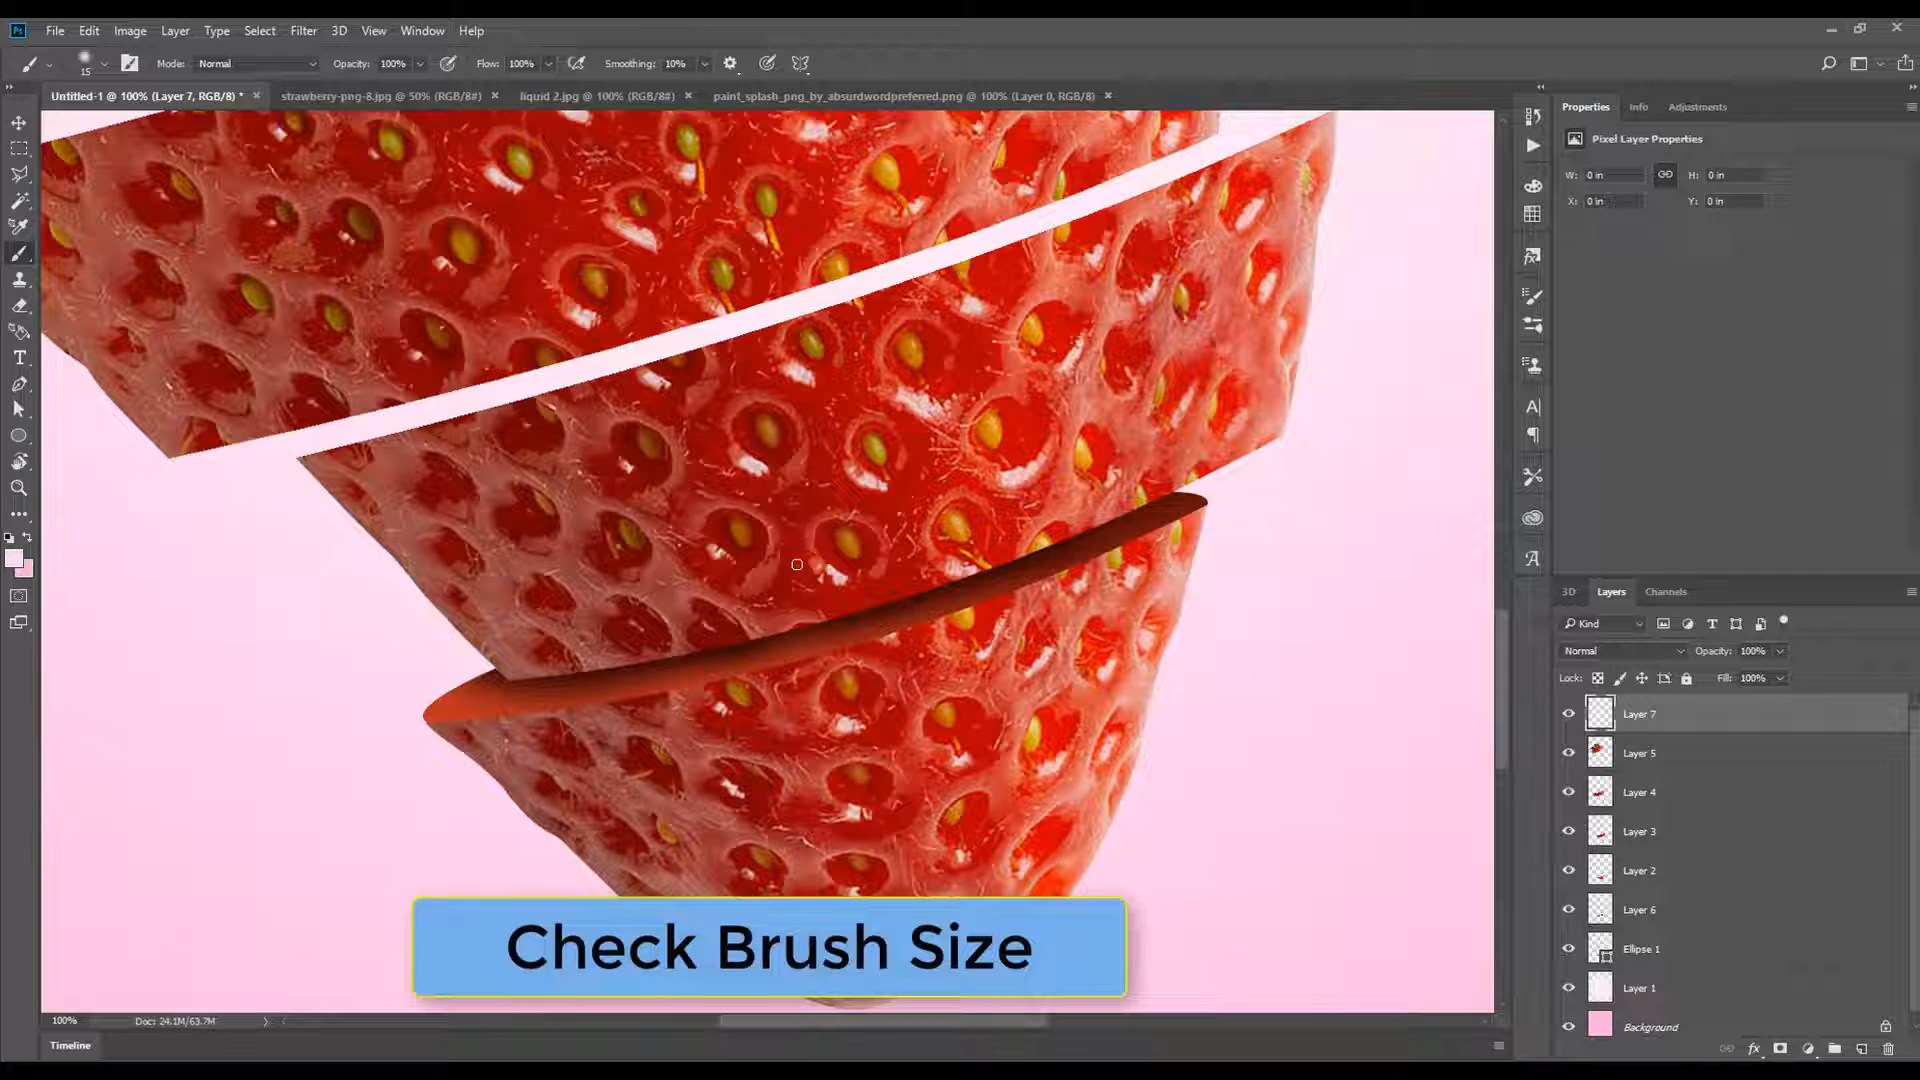 Ps File Edit Image Layer Type Select Filter 3D View Window Help
15 Mode: Normal Opacity: 100% Flow: 100% Smoothing: 10%
Untitled-1 @ 100% (Layer 7, RGB/8) * strawberry-png-8.jpg @ 50% (RGB/8#) liquid 2.jpg @ 100% (RGB/8#) paint_splash_png_by_absurdwordpreferred.png @ 100% (Layer 0, RGB/8)
Properties Info Adjustments
Pixel Layer Properties
W: 0 in H: 0 in
X: 0 in Y: 0 in
3D Layers Channels
Kind
Normal Opacity: 100%
Lock: Fill: 100%
Layer 7
Layer 5
Layer 4
Layer 3
Layer 2
Layer 6
Ellipse 1
Layer 1
Background
Check Brush Size
100% Doc: 24.1M/63.7M
Timeline